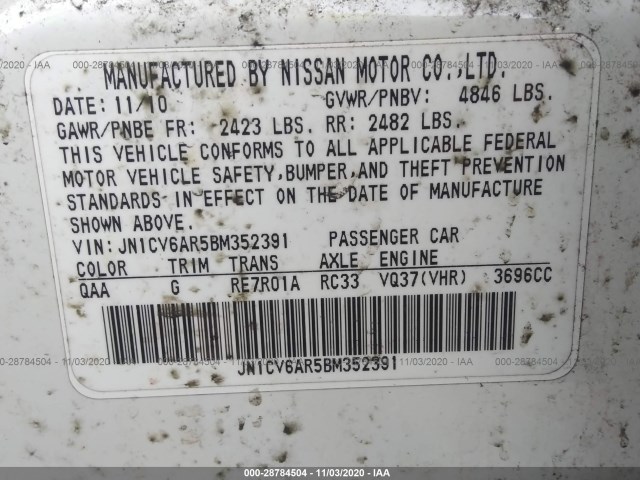 MANUFACTURED BY NISSAN MOTOR CO.,LTD.
DATE: 11/10 GVWR/PNBV: 4846 LBS.
GAWR/PNBE FR: 2423 LBS. RR: 2482 LBS.
THIS VEHICLE CONFORMS TO ALL APPLICABLE FEDERAL
MOTOR VEHICLE SAFETY,BUMPER,AND THEFT PREVENTION
STANDARDS IN EFFECT ON THE DATE OF MANUFACTURE
SHOWN ABOVE.
VIN: JN1CV6AR5BM352391 PASSENGER CAR
COLOR TRIM TRANS AXLE ENGINE
QAA G RE7R01A RC33 VQ37(VHR) 3696CC
JN1CV6AR5BM352391
000-28784504 - 11/03/2020 - IAA